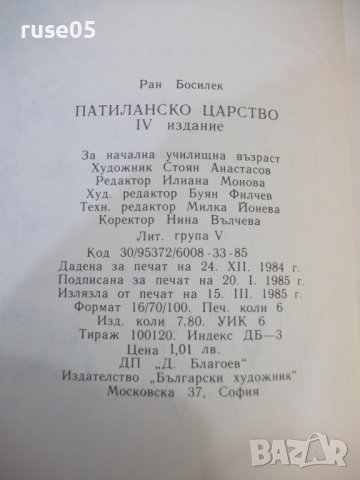 ruse05
Ран Босилек
ПАТИЛАНСКО ЦАРСТВО
IV издание
За начална училищна възраст
Художник Стоян Анастасов
Редактор Илиана Монова
Худ. редактор Буян Филчев
Техн. редактор Милка Йонева
Коректор Нина Вълчева
Лит. група V
Код 30/95372/6008-33-85
Дадена за печат на 24. XII. 1984 г.
Подписана за печат на 20. I. 1985 г.
Излязла от печат на 15. III. 1985 г.
Формат 16/70/100. Печ. коли 6
Изд. коли 7,80. УИК 6
Тираж 100120. Индекс ДБ—3
Цена 1,01 лв.
ДП „Д. Благоев"
Издателство „Български художник"
Московска 37, София
BAZAR